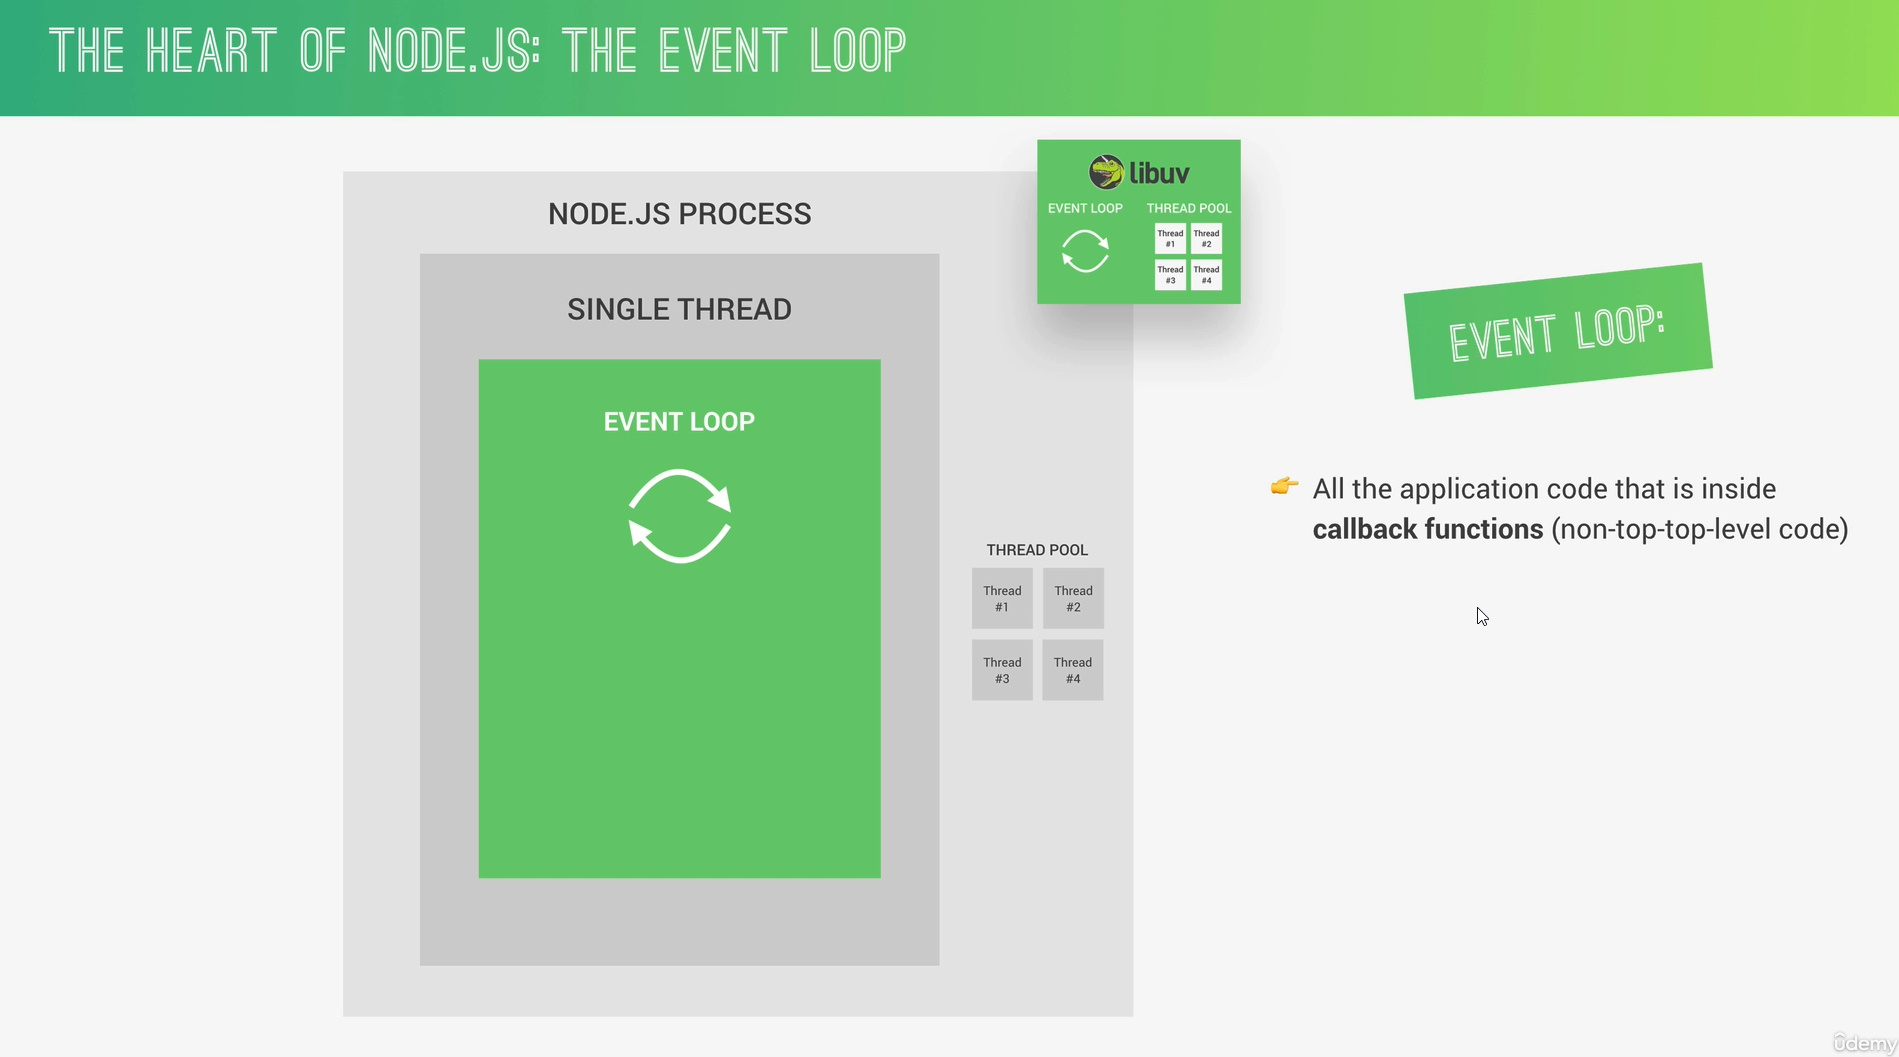 THE HEART OF NODE.JS: THE EVENT LOOP
libuv
EVENT LOOP
THREAD POOL
Thread
#1
Thread
#2
Thread
#3
Thread
#4
NODE.JS PROCESS
SINGLE THREAD
EVENT LOOP
THREAD POOL
Thread
#1
Thread
#2
Thread
#3
Thread
#4
EVENT LOOP:
All the application code that is inside
callback functions (non-top-top-level code)
ûdemy